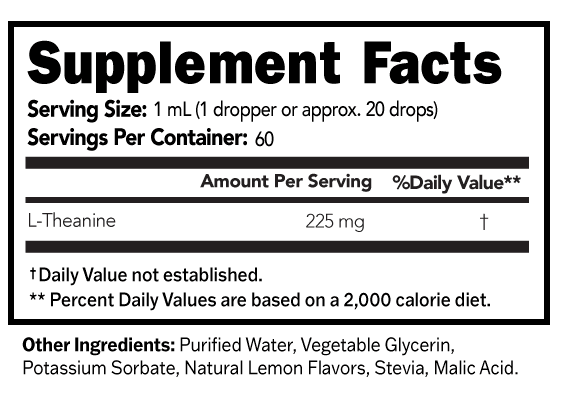 Supplement Facts
Serving Size: 1 mL (1 dropper or approx. 20 drops)
Servings Per Container: 60
Amount Per Serving %Daily Value**
L-Theanine 225 mg †
†Daily Value not established.
** Percent Daily Values are based on a 2,000 calorie diet.
Other Ingredients: Purified Water, Vegetable Glycerin,
Potassium Sorbate, Natural Lemon Flavors, Stevia, Malic Acid.